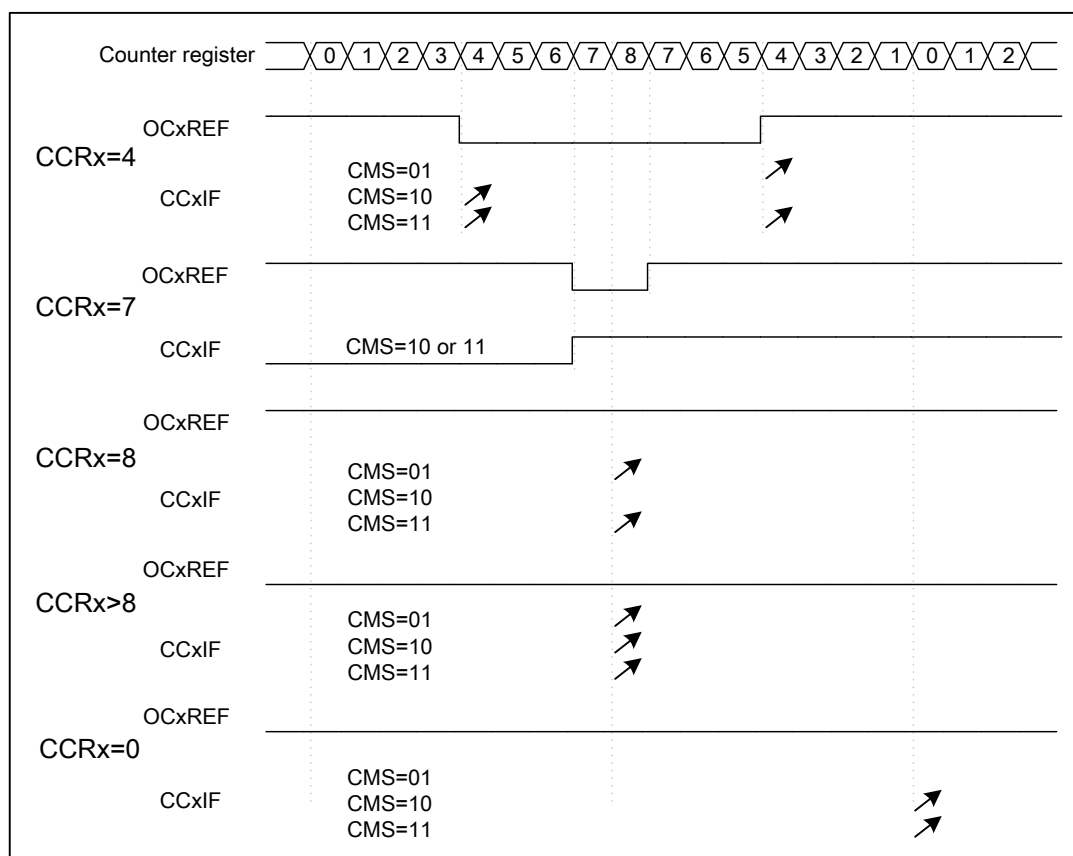 Counter register 0 1 2 3 4 5 6 7 8 7 6 5 4 3 2 1 0 1 2
OCxREF
CCRx=4
CMS=01
CCxIF CMS=10
CMS=11
OCxREF
CCRx=7
CCxIF CMS=10 or 11
OCxREF
CCRx=8
CMS=01
CCxIF CMS=10
CMS=11
OCxREF
CCRx>8
CMS=01
CCxIF CMS=10
CMS=11
OCxREF
CCRx=0
CMS=01
CCxIF CMS=10
CMS=11